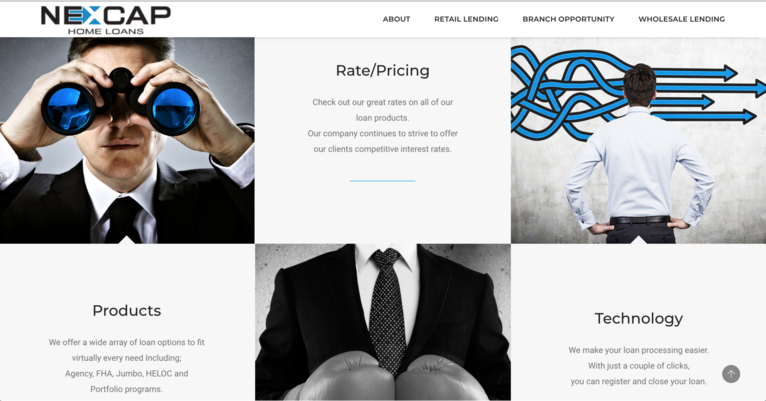 NEXCAP
HOME LOANS
ABOUT
RETAIL LENDING
BRANCH OPPORTUNITY
WHOLESALE LENDING
Rate/Pricing
Check out our great rates on all of our
loan products.
Our company continues to strive to offer
our clients competitive interest rates.
Products
We offer a wide array of loan options to fit
virtually every need Including;
Agency, FHA, Jumbo, HELOC and
Portfolio programs.
Technology
We make your loan processing easier.
With just a couple of clicks,
you can register and close your loan.